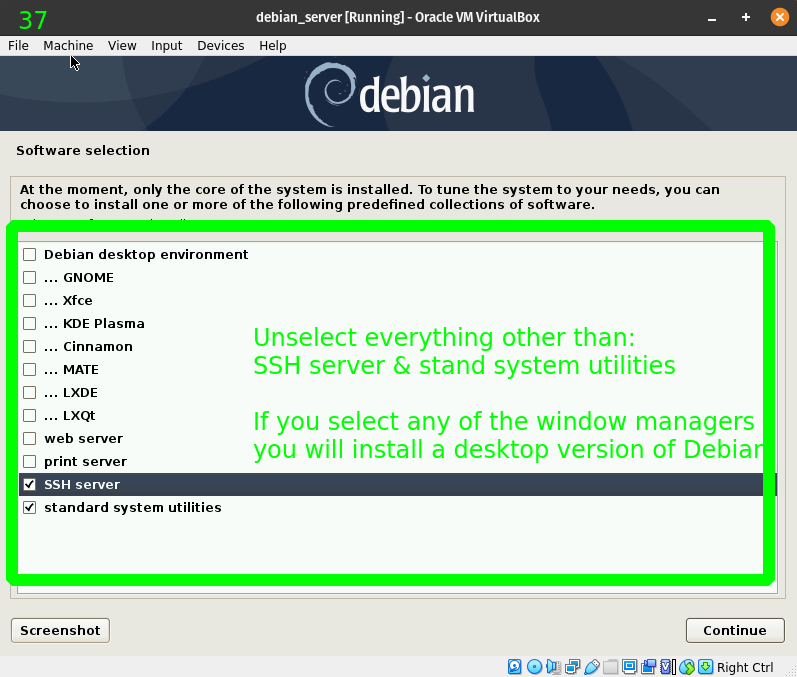 37
debian_server [Running] - Oracle VM VirtualBox
File Machine View Input Devices Help
debian
Software selection
At the moment, only the core of the system is installed. To tune the system to your needs, you can
choose to install one or more of the following predefined collections of software.
Debian desktop environment
... GNOME
... Xfce
... KDE Plasma
... Cinnamon
... MATE
... LXDE
... LXQt
web server
print server
SSH server
standard system utilities
Unselect everything other than:
SSH server & stand system utilities
If you select any of the window managers
you will install a desktop version of Debian
Screenshot
Continue
Right Ctrl